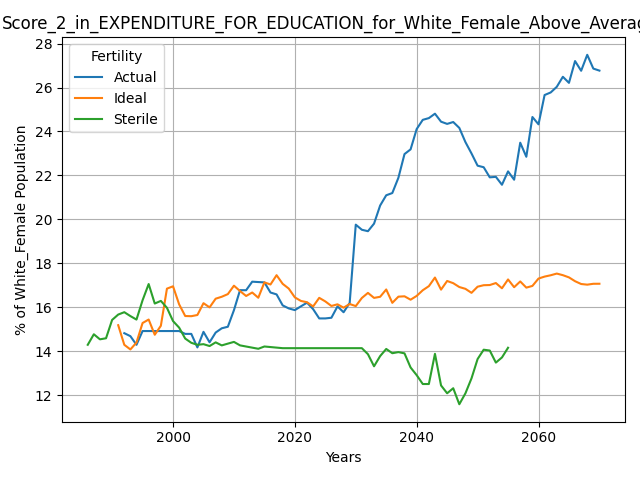 Score_2_in_EXPENDITURE_FOR_EDUCATION_for_White_Female_Above_Averag
Fertility
Actual
Ideal
Sterile
% of White_Female Population
28
26
24
22
20
18
16
14
12
2000
2020
2040
2060
Years